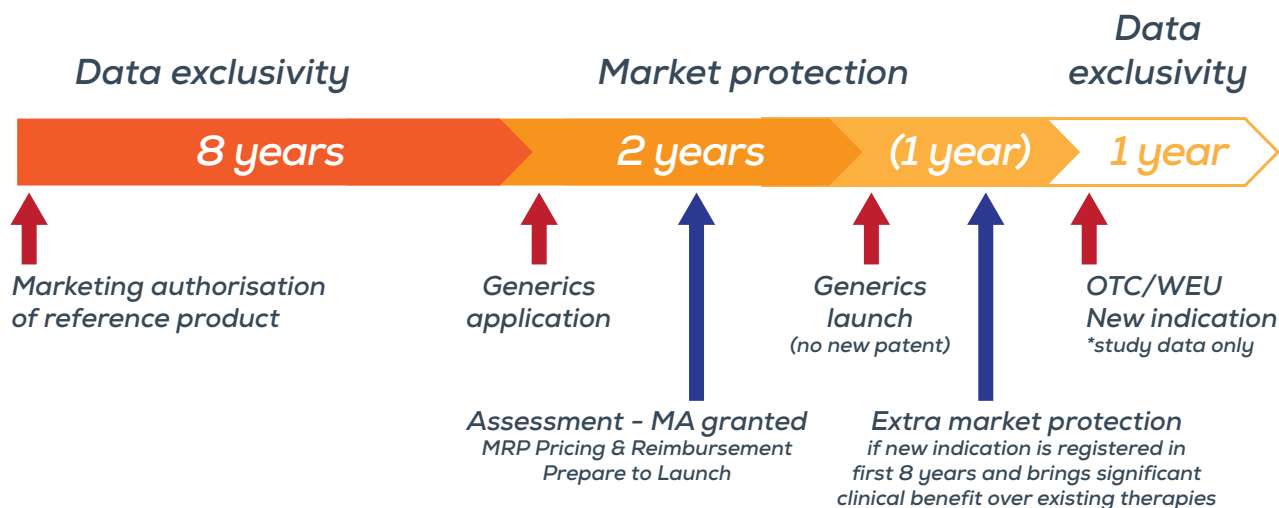 Data exclusivity
Market protection
Data
exclusivity
8 years
2 years
(1 year)
1 year
Marketing authorisation
of reference product
Generics
application
Generics
launch
(no new patent)
OTC/WEU
New indication
*study data only
Assessment - MA granted
MRP Pricing & Reimbursement
Prepare to Launch
Extra market protection
if new indication is registered in
first 8 years and brings significant
clinical benefit over existing therapies